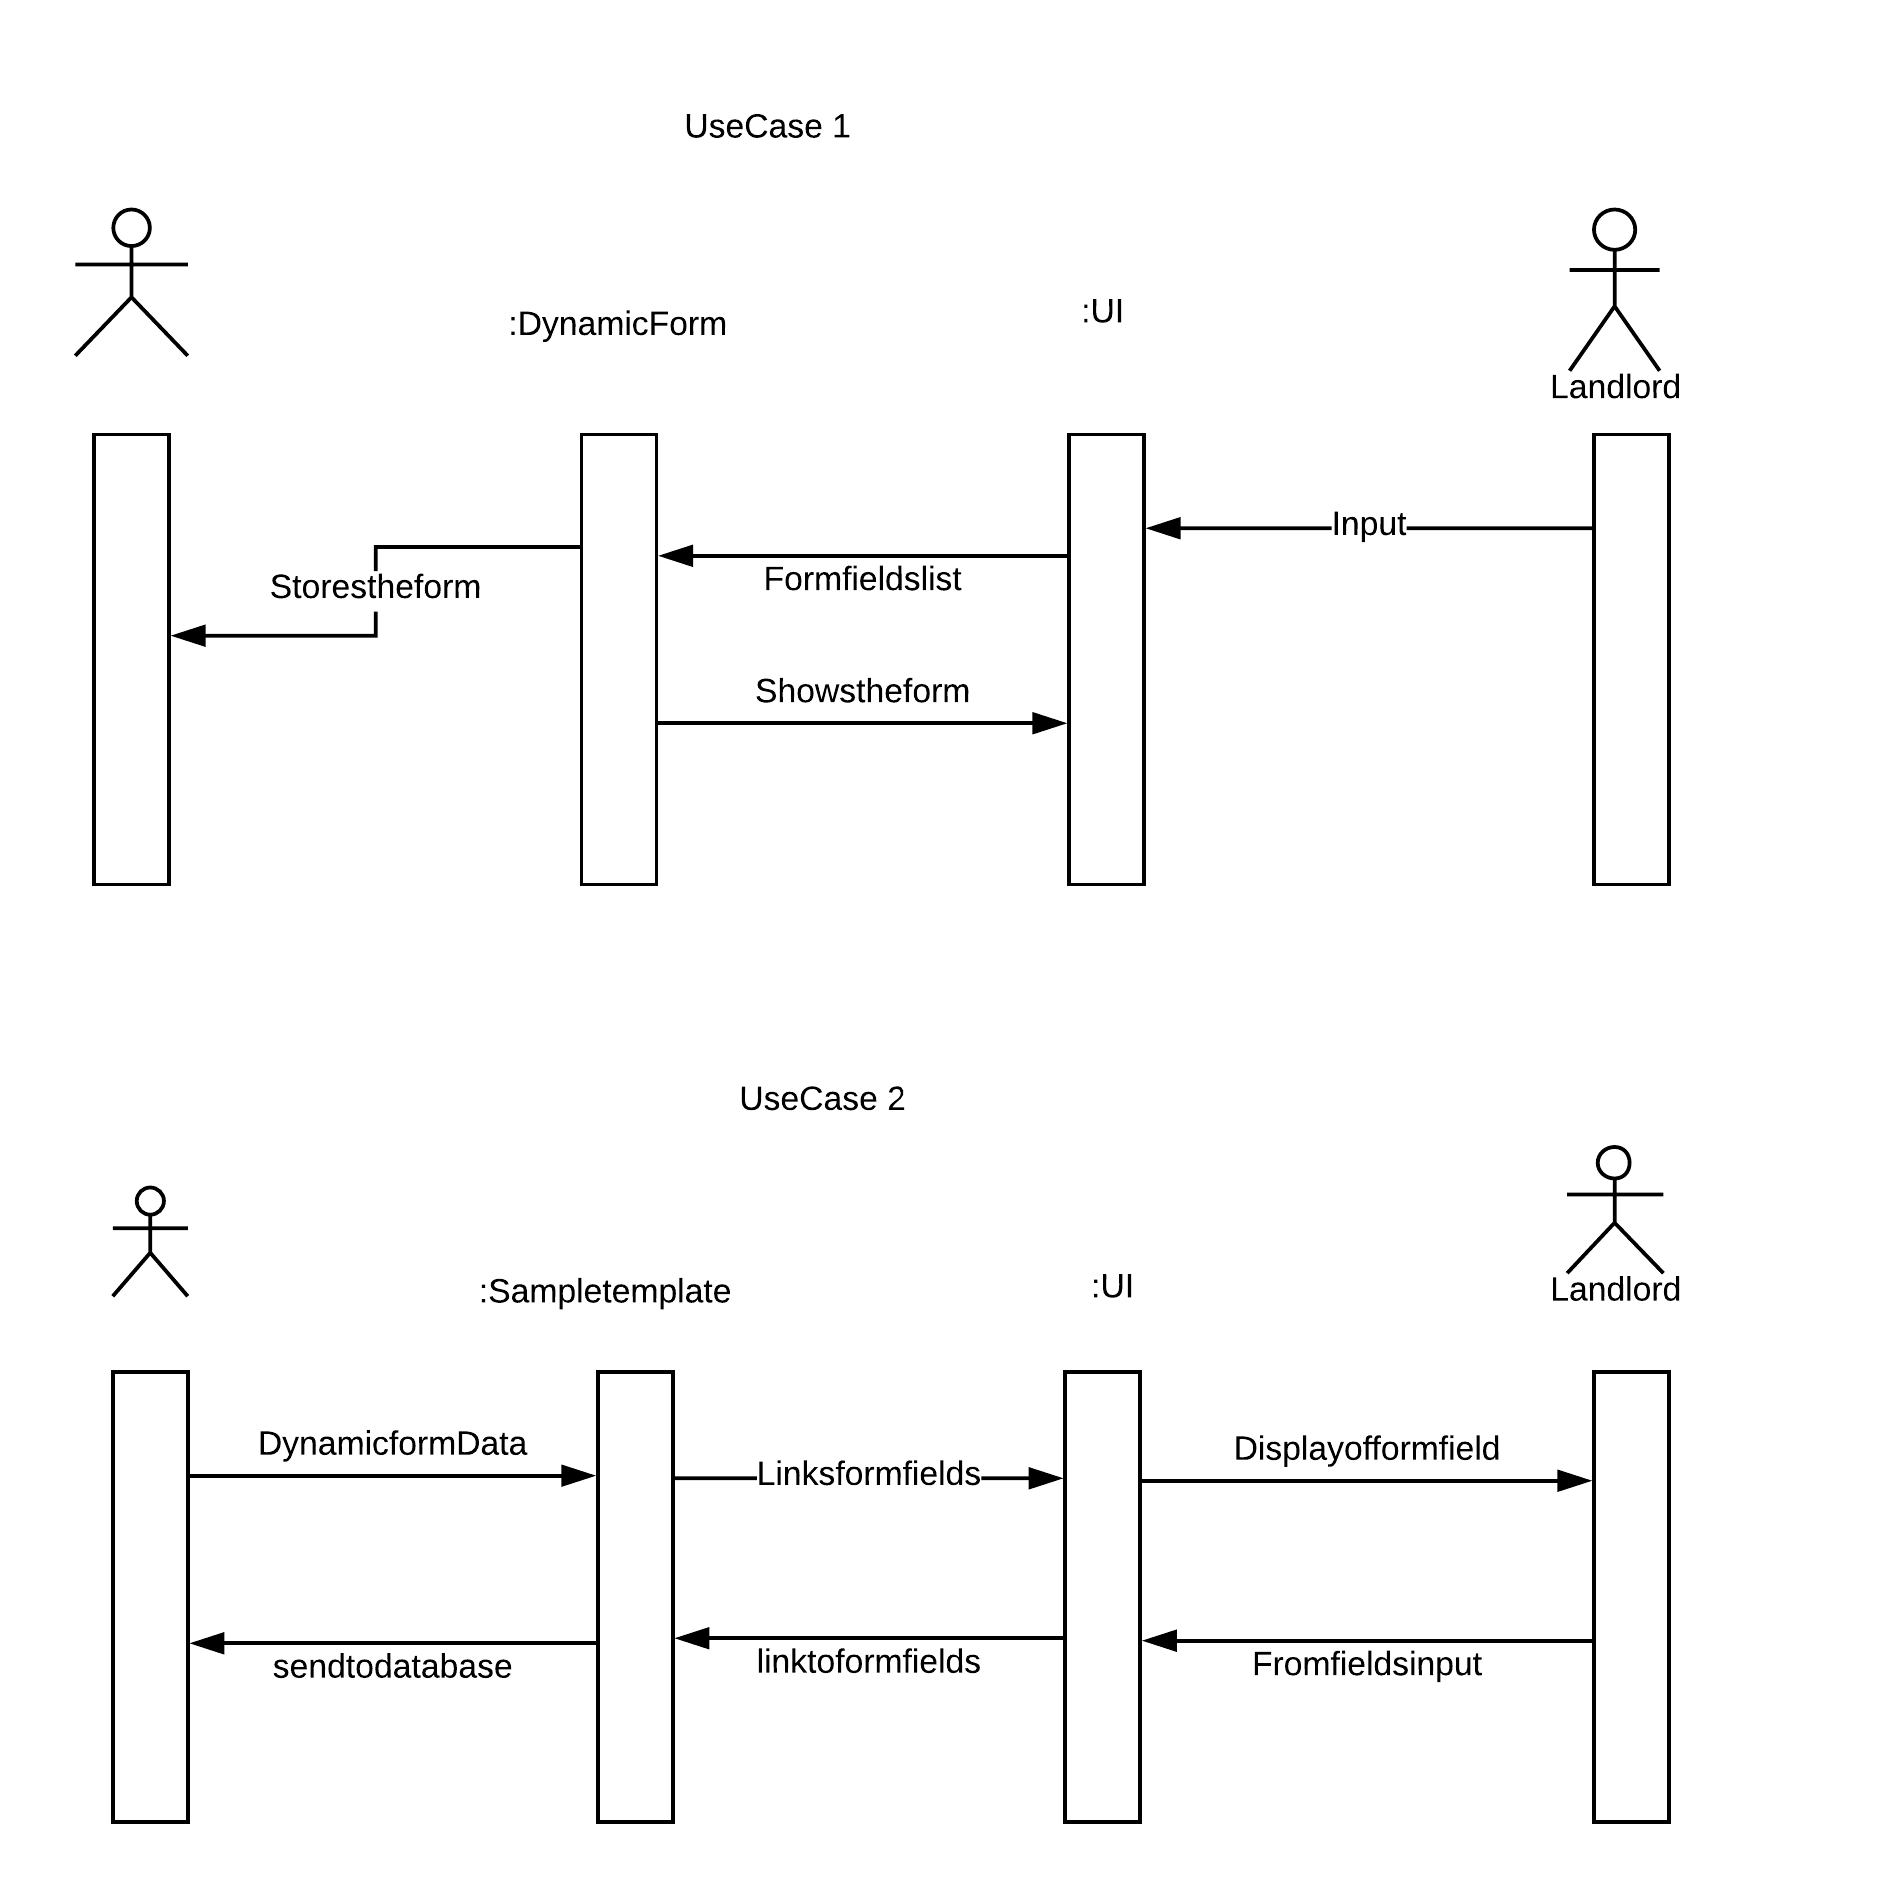 UseCase 1
:DynamicForm
:UI
Landlord
Input
Formfieldslist
Storestheform
Showstheform
UseCase 2
:Sampletemplate
:UI
Landlord
DynamicformData
Linksformfields
Displayofformfield
sendtodatabase
linktoformfields
Fromfieldsinput